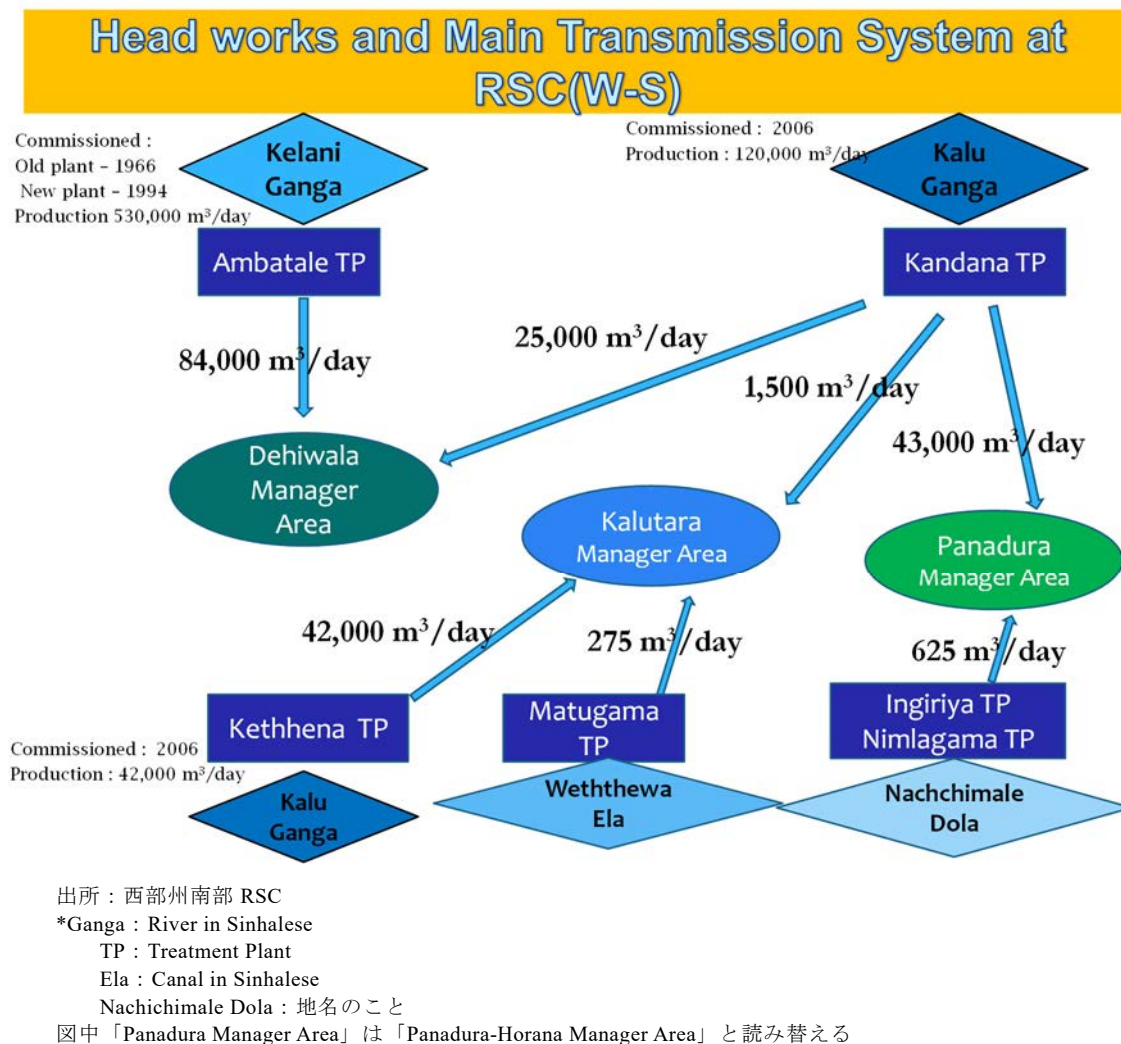 Head works and Main Transmission System at
RSC(W-S)
Commissioned :
Old plant – 1966
New plant – 1994
Production 530,000 m³/day
Kelani
Ganga
Commissioned : 2006
Production : 120,000 m³/day
Kalu
Ganga
Ambatale TP
Kandana TP
84,000 m³/day
25,000 m³/day
1,500 m³/day
43,000 m³/day
Dehiwala
Manager
Area
Kalutara
Manager Area
Panadura
Manager Area
42,000 m³/day
275 m³/day
625 m³/day
Kethhena TP
Matugama
TP
Ingiriya TP
Nimlagama TP
Commissioned : 2006
Production : 42,000 m³/day
Kalu
Ganga
Weththewa
Ela
Nachchimale
Dola
出所：西部州南部 RSC
*Ganga：River in Sinhalese
TP：Treatment Plant
Ela：Canal in Sinhalese
Nachichimale Dola：地名のこと
図中「Panadura Manager Area」は「Panadura-Horana Manager Area」と読み替える